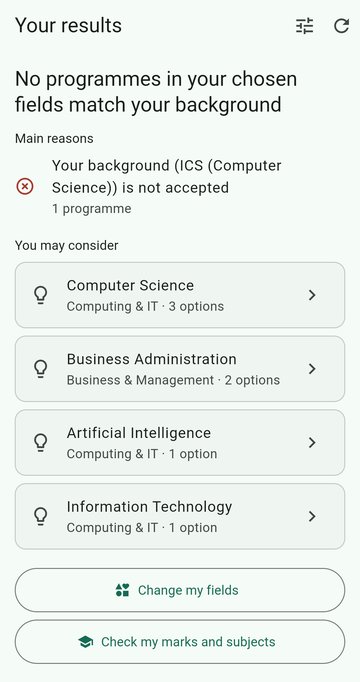 Your results
No programmes in your chosen
fields match your background
Main reasons
Your background (ICS (Computer
Science)) is not accepted
1 programme
You may consider
Computer Science
Computing & IT · 3 options
Business Administration
Business & Management · 2 options
Artificial Intelligence
Computing & IT · 1 option
Information Technology
Computing & IT · 1 option
Change my fields
Check my marks and subjects